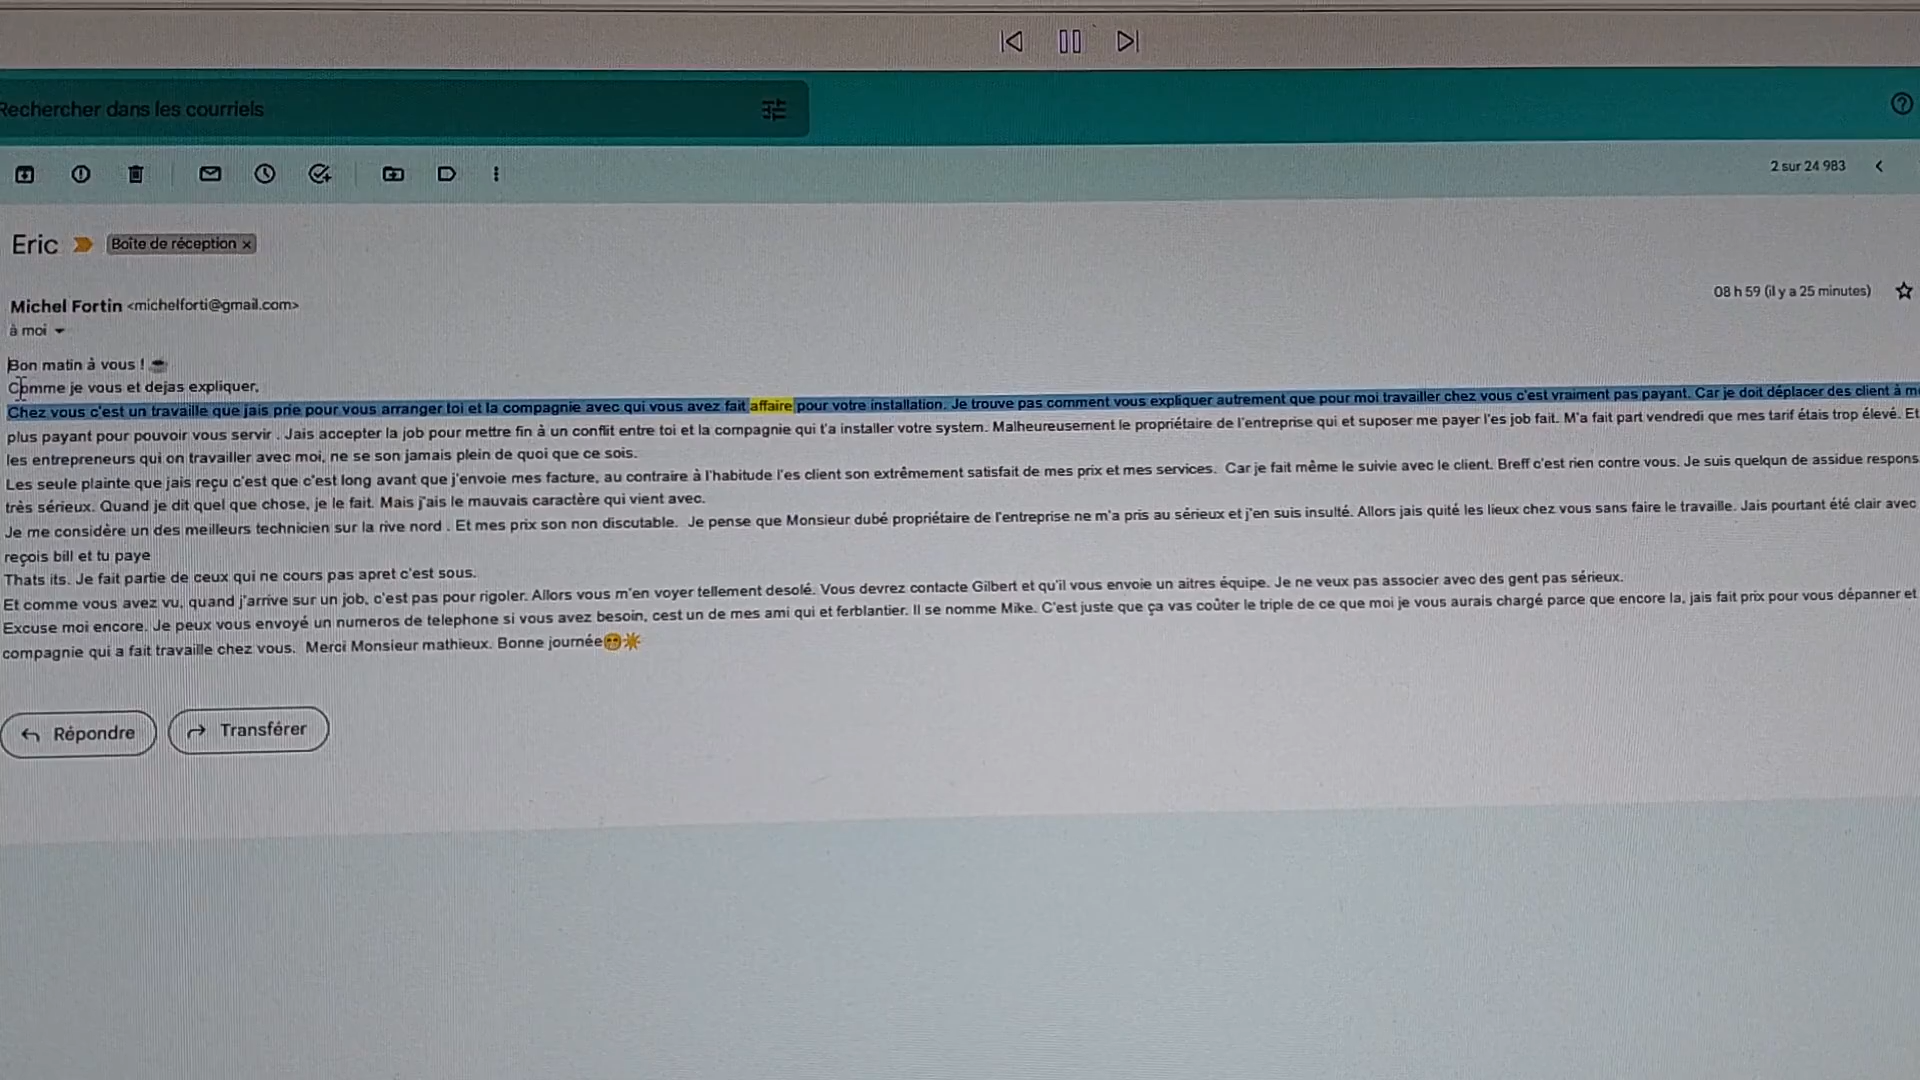 Rechercher dans les courriels
2 sur 24 983
Eric
Boîte de réception ×
Michel Fortin <michelforti@gmail.com>
08 h 59 (il y a 25 minutes)
à moi
Bon matin à vous ! ☕
Comme je vous et dejas expliquer,
Chez vous c'est un travaille que jais prie pour vous arranger toi et la compagnie avec qui vous avez fait affaire pour votre installation. Je trouve pas comment vous expliquer autrement que pour moi travailler chez vous c'est vraiment pas payant. Car je doit déplacer des client à m
plus payant pour pouvoir vous servir . Jais accepter la job pour mettre fin à un conflit entre toi et la compagnie qui t'a installer votre system. Malheureusement le propriétaire de l'entreprise qui et suposer me payer l'es job fait. M'a fait part vendredi que mes tarif étais trop élevé. Et
les entrepreneurs qui on travailler avec moi, ne se son jamais plein de quoi que ce sois.
Les seule plainte que jais reçu c'est que c'est long avant que j'envoie mes facture, au contraire à l'habitude l'es client son extrêmement satisfait de mes prix et mes services. Car je fait même le suivie avec le client. Breff c'est rien contre vous. Je suis quelqun de assidue respons
très sérieux. Quand je dit quel que chose, je le fait. Mais j'ais le mauvais caractère qui vient avec.
Je me considère un des meilleurs technicien sur la rive nord . Et mes prix son non discutable. Je pense que Monsieur dubé propriétaire de l'entreprise ne m'a pris au sérieux et j'en suis insulté. Allors jais quité les lieux chez vous sans faire le travaille. Jais pourtant été clair avec
reçois bill et tu paye
Thats its. Je fait partie de ceux qui ne cours pas apret c'est sous.
Et comme vous avez vu, quand j'arrive sur un job, c'est pas pour rigoler. Allors vous m'en voyer tellement desolé. Vous devrez contacte Gilbert et qu'il vous envoie un aitres équipe. Je ne veux pas associer avec des gent pas sérieux.
Excuse moi encore. Je peux vous envoyé un numeros de telephone si vous avez besoin, cest un de mes ami qui et ferblantier. Il se nomme Mike. C'est juste que ça vas coûter le triple de ce que moi je vous aurais chargé parce que encore la, jais fait prix pour vous dépanner et
compagnie qui a fait travaille chez vous. Merci Monsieur mathieux. Bonne journée😁☀️
Répondre
Transférer